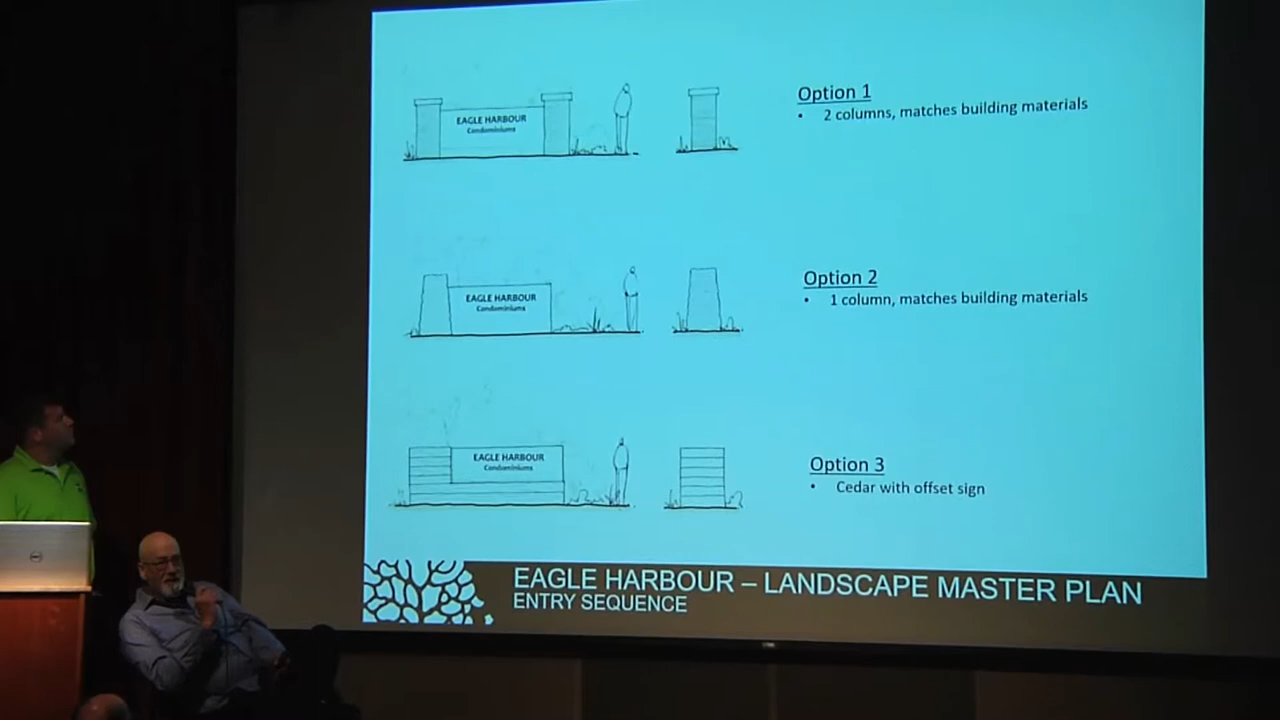 EAGLE HARBOUR
Condominiums
Option 1
• 2 columns, matches building materials
EAGLE HARBOUR
Condominiums
Option 2
• 1 column, matches building materials
EAGLE HARBOUR
Condominiums
Option 3
• Cedar with offset sign
EAGLE HARBOUR – LANDSCAPE MASTER PLAN
ENTRY SEQUENCE